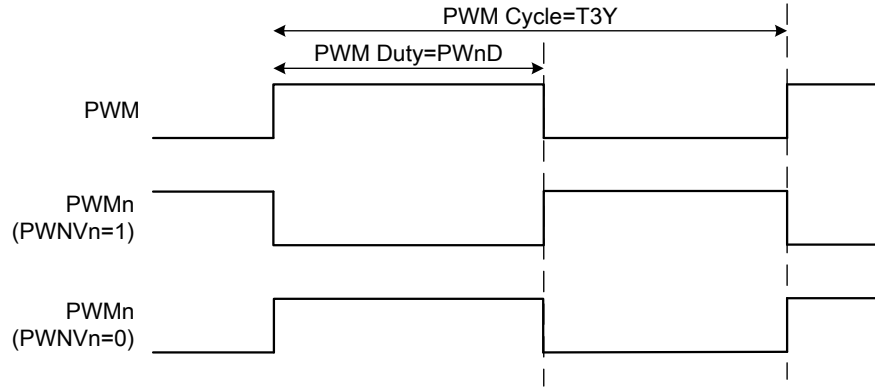 PWM Cycle=T3Y
PWM Duty=PWnD
PWM
PWMn
(PWNVn=1)
PWMn
(PWNVn=0)